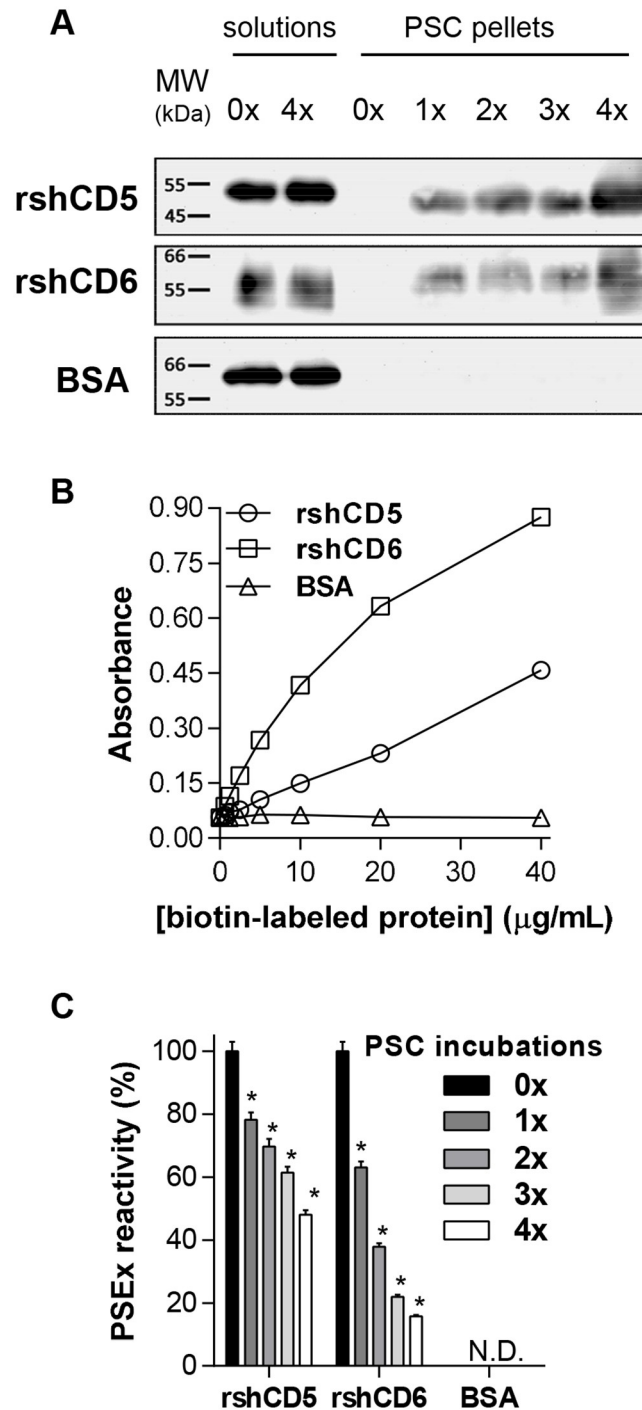 A
solutions PSC pellets
MW
(kDa) 0x 4x 0x 1x 2x 3x 4x
rshCD5 55
45
rshCD6 66
55
BSA 66
55
B
0.90
0.75
0.60
0.45
0.30
0.15
0.00
Absorbance
rshCD5
rshCD6
BSA
0 10 20 30 40
[biotin-labeled protein] (μg/mL)
C
100
80
60
40
20
0
PSEx reactivity (%)
PSC incubations
0x
1x
2x
3x
4x
* * * *
* * * *
N.D.
rshCD5 rshCD6 BSA